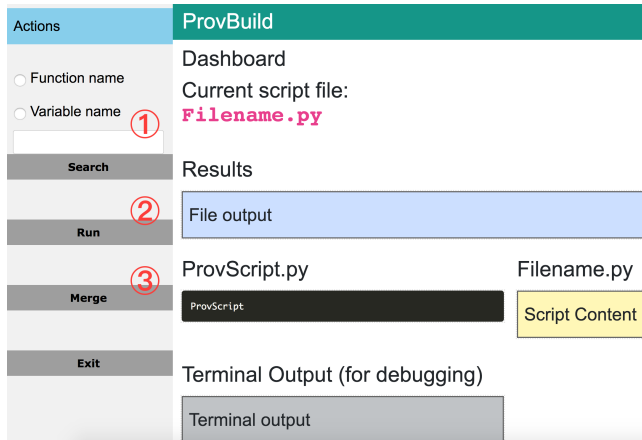 Actions
Function name
Variable name
①
Search
②
Run
③
Merge
Exit
ProvBuild
Dashboard
Current script file:
Filename.py
Results
File output
ProvScript.py
ProvScript
Filename.py
Script Content
Terminal Output (for debugging)
Terminal output